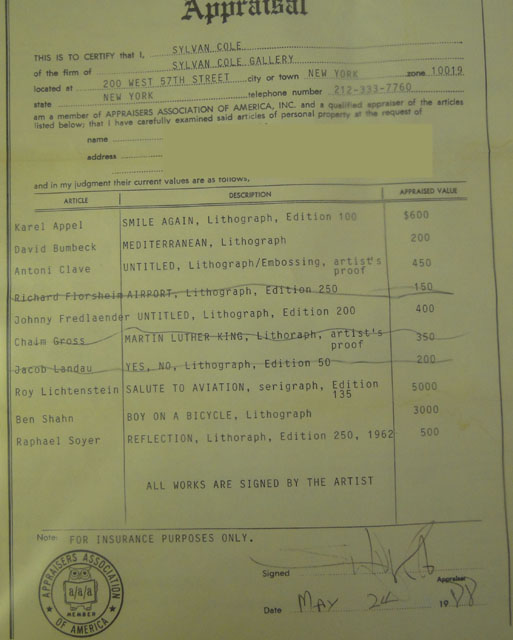 Appraisal
THIS IS TO CERTIFY that I, SYLVAN COLE
of the firm of SYLVAN COLE GALLERY
located at 200 WEST 57TH STREET city or town NEW YORK zone 10019
state NEW YORK telephone number 212-333-7760
am a member of APPRAISERS ASSOCIATION OF AMERICA, INC. and a qualified appraiser of the articles
listed below; that I have carefully examined said articles of personal property at the request of
name
address
and in my judgment their current values are as follows,
ARTICLE DESCRIPTION APPRAISED VALUE
Karel Appel SMILE AGAIN, Lithograph, Edition 100 $600
David Bumbeck MEDITERRANEAN, Lithograph 200
Antoni Clave UNTITLED, Lithograph/Embossing, artist's proof 450
Richard Florsheim AIRPORT, Lithograph, Edition 250 150
Johnny Fredlaender UNTITLED, Lithograph, Edition 200 400
Chaim Gross MARTIN LUTHER KING, Lithoraph, artist's proof 350
Jacob Landau YES, NO, Lithograph, Edition 50 200
Roy Lichtenstein SALUTE TO AVIATION, serigraph, Edition 135 5000
Ben Shahn BOY ON A BICYCLE, Lithograph 3000
Raphael Soyer REFLECTION, Lithoraph, Edition 250, 1962 500
ALL WORKS ARE SIGNED BY THE ARTIST
Note: FOR INSURANCE PURPOSES ONLY.
APPRAISERS ASSOCIATION
a/a/a
MEMBER
OF AMERICA
Signed
Appraiser
Date MAY 24 1988